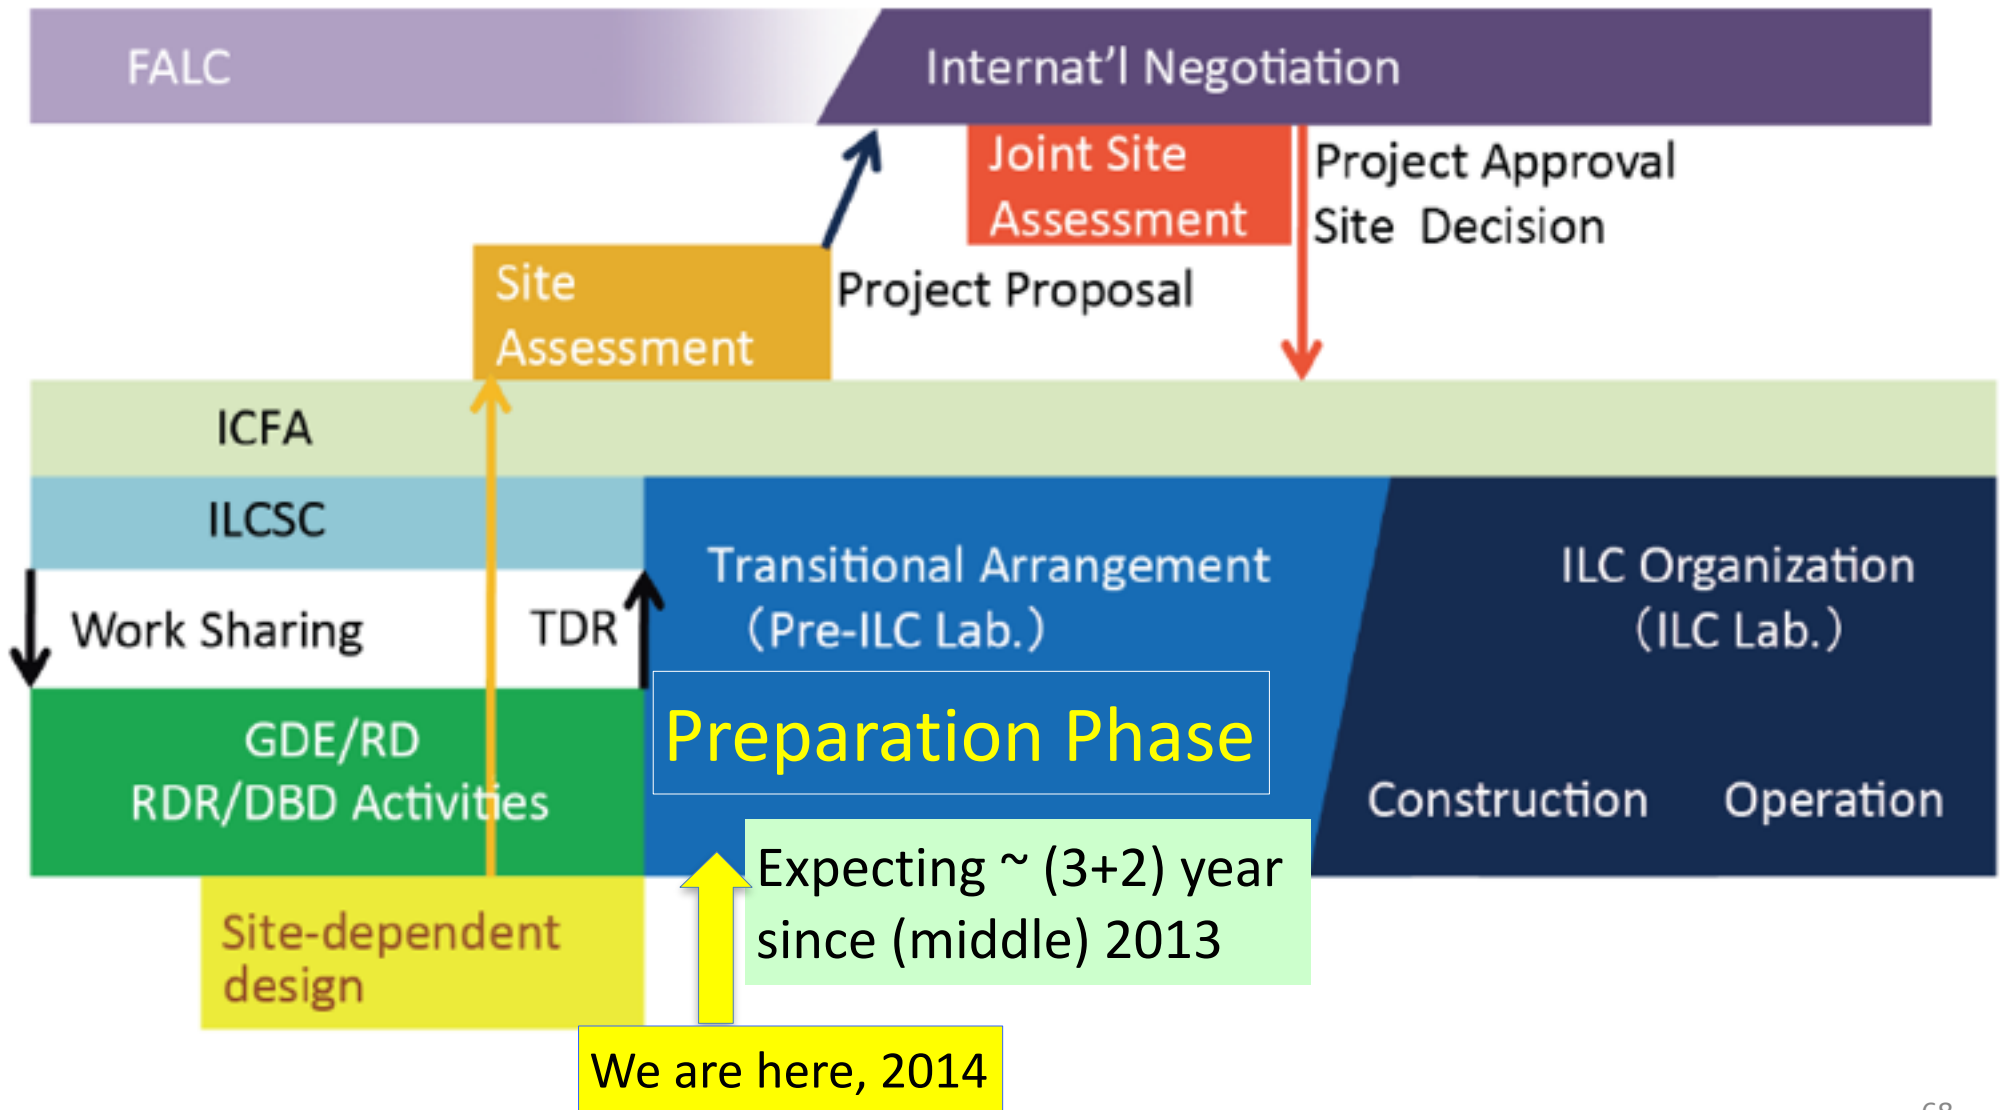 FALC
Internat'l Negotiation
Joint Site
Assessment
Project Approval
Site Decision
Site
Assessment
Project Proposal
ICFA
ILCSC
Work Sharing
TDR
Transitional Arrangement
（Pre-ILC Lab.）
ILC Organization
（ILC Lab.）
Preparation Phase
GDE/RD
RDR/DBD Activities
Construction
Operation
Expecting ~ (3+2) year
since (middle) 2013
Site-dependent
design
We are here, 2014